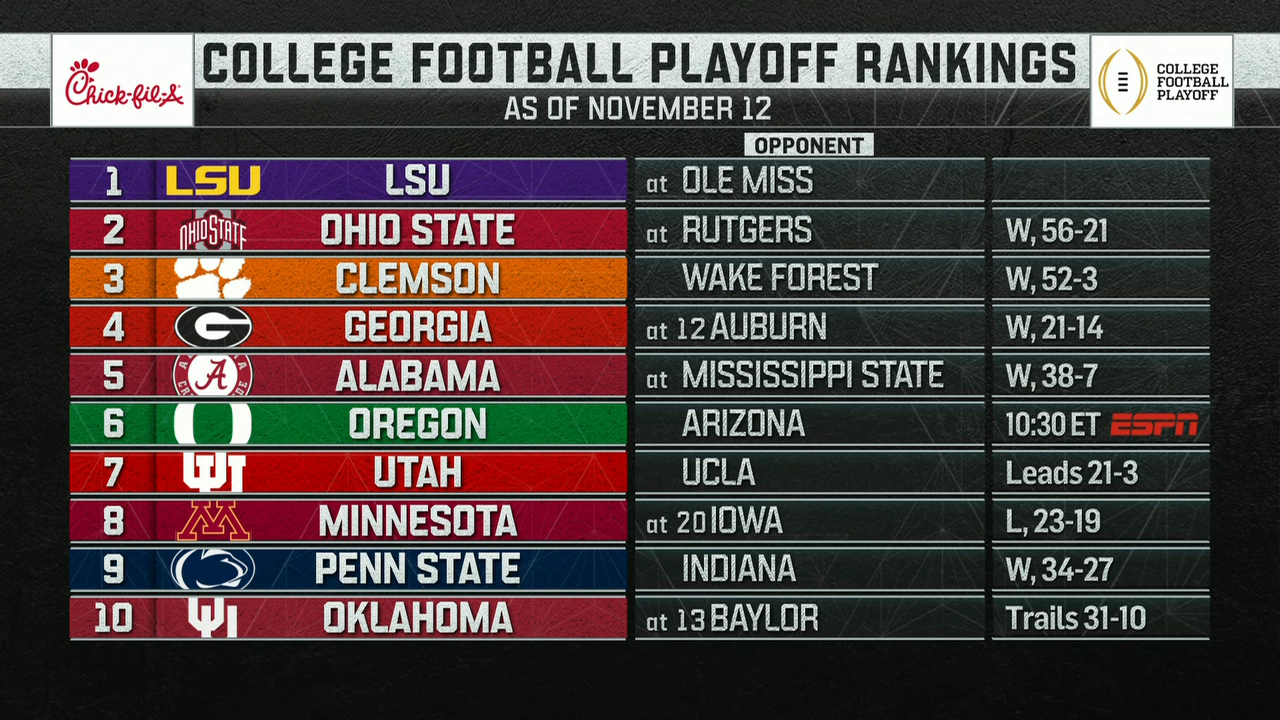 Chick-fil-A
COLLEGE FOOTBALL PLAYOFF RANKINGS
COLLEGE
FOOTBALL
PLAYOFF
AS OF NOVEMBER 12
OPPONENT
1 LSU LSU at OLE MISS
2 OHIO STATE OHIO STATE at RUTGERS W, 56-21
3 CLEMSON WAKE FOREST W, 52-3
4 G GEORGIA at 12 AUBURN W, 21-14
5 A ALABAMA at MISSISSIPPI STATE W, 38-7
6 O OREGON ARIZONA 10:30 ET ESPN
7 UTAH UCLA Leads 21-3
8 M MINNESOTA at 20 IOWA L, 23-19
9 PENN STATE INDIANA W, 34-27
10 OKLAHOMA at 13 BAYLOR Trails 31-10